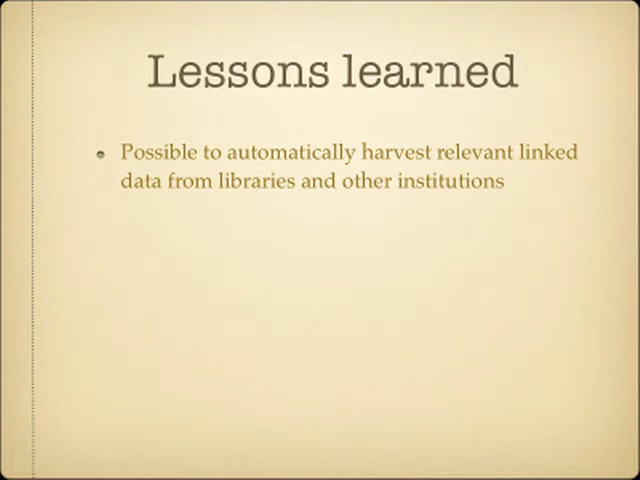 Lessons learned
Possible to automatically harvest relevant linked
data from libraries and other institutions